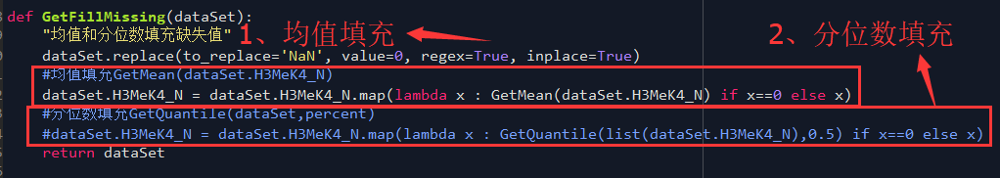 def GetFillMissing(dataSet):
"均值和分位数填充缺失值"
1、均值填充
2、分位数填充
dataSet.replace(to_replace='NaN', value=0, regex=True, inplace=True)
#均值填充GetMean(dataSet.H3MeK4_N)
dataSet.H3MeK4_N = dataSet.H3MeK4_N.map(lambda x : GetMean(dataSet.H3MeK4_N) if x==0 else x)
#分位数填充GetQuantile(dataSet,percent)
#dataSet.H3MeK4_N = dataSet.H3MeK4_N.map(lambda x : GetQuantile(list(dataSet.H3MeK4_N),0.5) if x==0 else x)
return dataSet